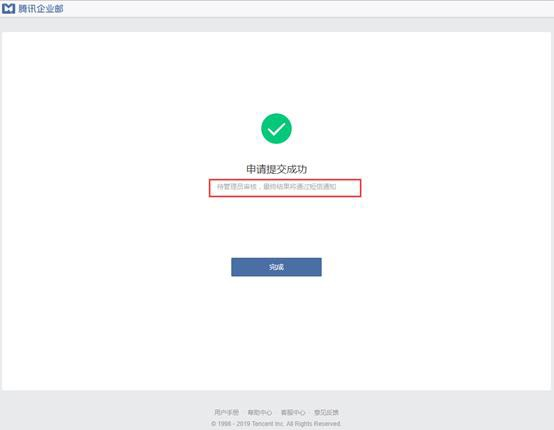 腾讯企业邮
申请提交成功
待管理员审核，最终结果将通过短信通知
完成
用户手册 · 帮助中心 · 客服中心 · 意见反馈
© 1998 - 2019 Tencent Inc. All Rights Reserved.